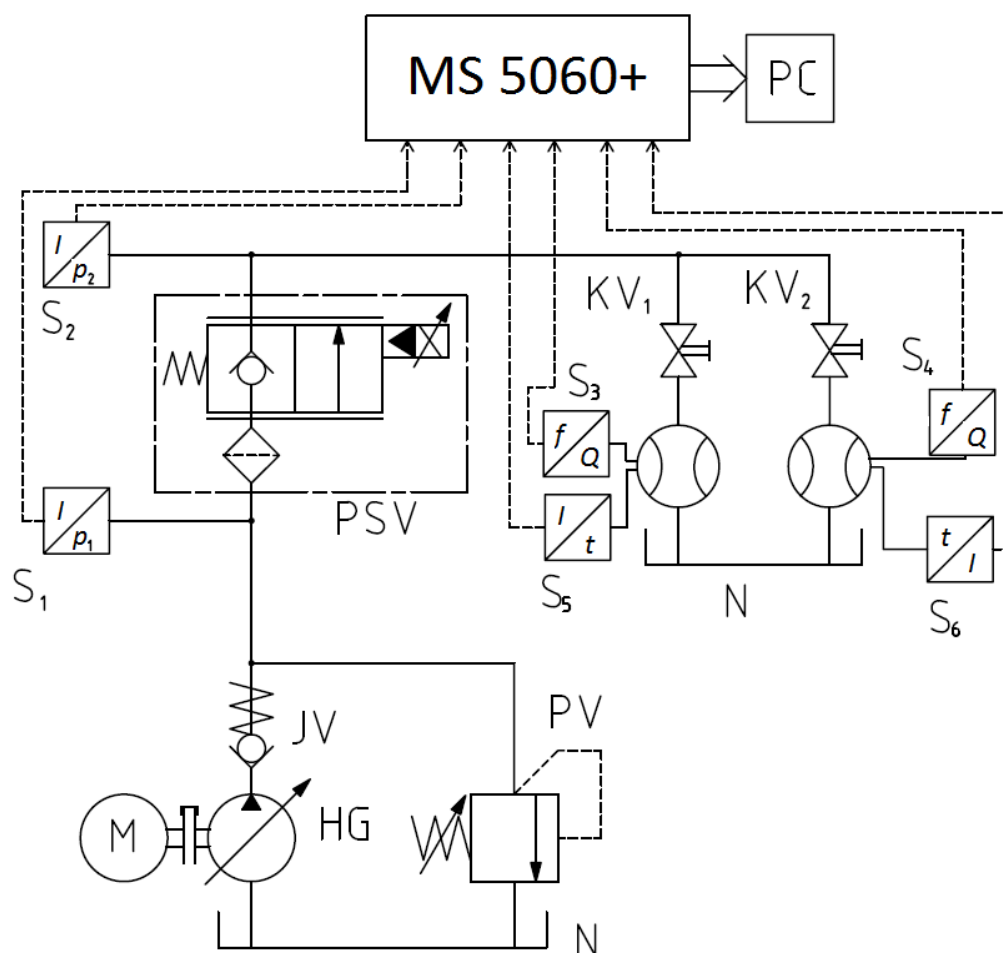 MS 5060+
PC
I
p₂
S₂
KV₁
KV₂
S₃
S₄
f
Q
f
Q
I
p₁
PSV
I
t
t
I
S₁
S₅
N
S₆
JV
PV
M
HG
N